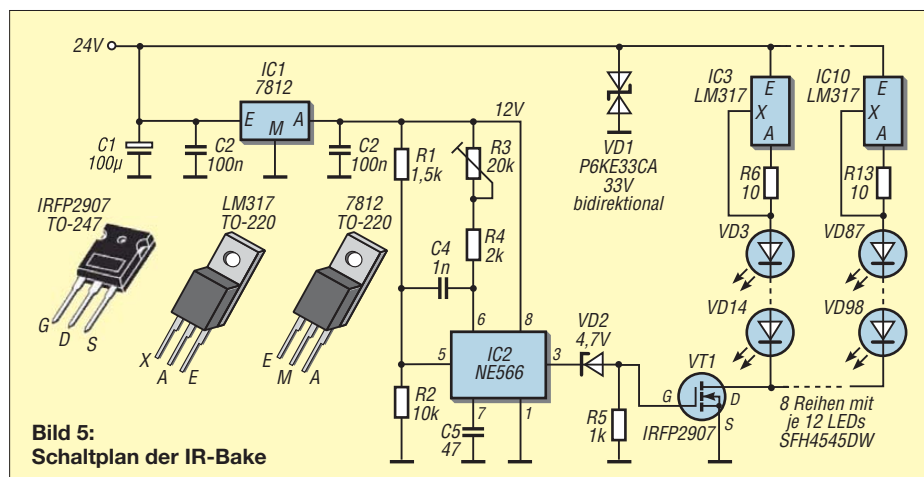 24V
IC1
7812
E
A
M
12V
C1
100µ
C2
100n
C2
100n
R1
1,5k
R3
20k
VD1
P6KE33CA
33V
bidirektional
IC3
LM317
E
X
A
IC10
LM317
E
X
A
R6
10
R13
10
IRFP2907
TO-247
LM317
TO-220
7812
TO-220
C4
1n
R4
2k
VD3
VD87
G
D
S
X
A
E
E
M
A
6
8
5
IC2
NE566
3
7
1
VD2
4,7V
VD14
VD98
VT1
G
D
S
IRFP2907
R2
10k
C5
47
R5
1k
8 Reihen mit
je 12 LEDs
SFH4545DW
Bild 5:
Schaltplan der IR-Bake